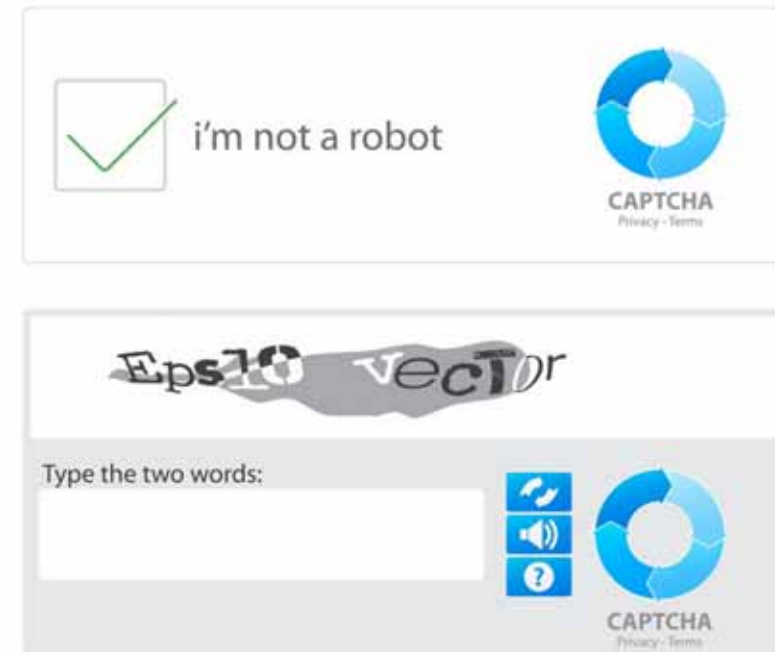 i'm not a robot
CAPTCHA
Privacy - Terms
Eps10 vector
Type the two words:
CAPTCHA
Privacy - Terms